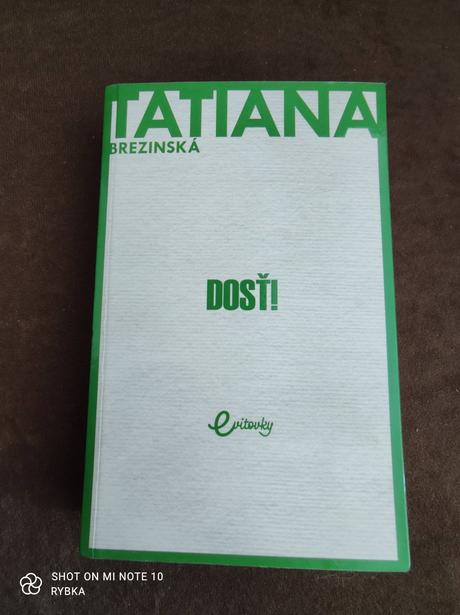 TATIANA
BREZINSKÁ
DOSŤ!
evitovky
SHOT ON MI NOTE 10
RYBKA